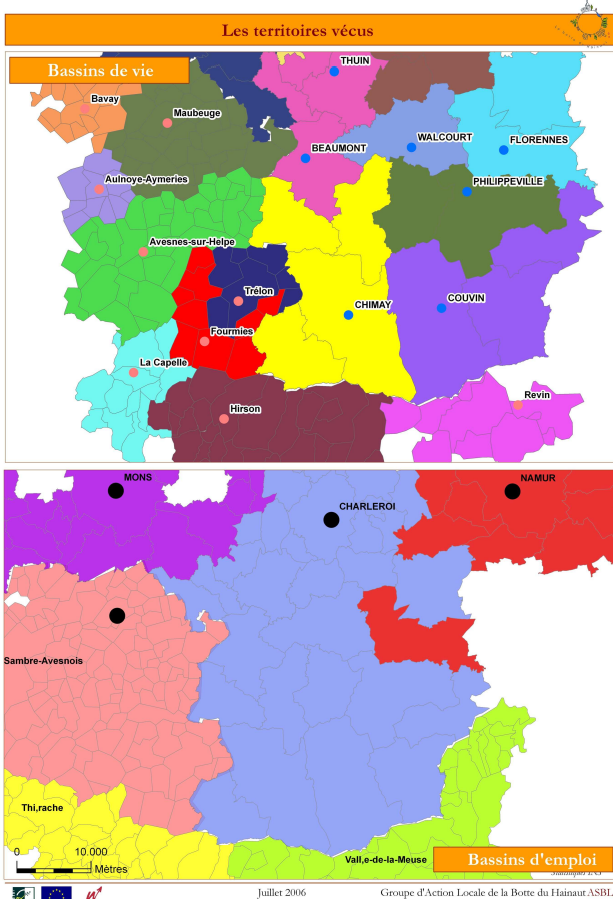 Les territoires vécus
Bassins de vie
THUIN
Bavay
Maubeuge
WALCOURT
FLORENNES
BEAUMONT
Aulnoye-Aymeries
PHILIPPEVILLE
Avesnes-sur-Helpe
Trélon
CHIMAY
COUVIN
Fourmies
La Capelle
Revin
Hirson
MONS
NAMUR
CHARLEROI
Sambre-Avesnois
Thi,rache
0 10.000
Mètres
Vall,e-de-la-Meuse
Bassins d'emploi
Juillet 2006 Groupe d'Action Locale de la Botte du Hainaut ASBL